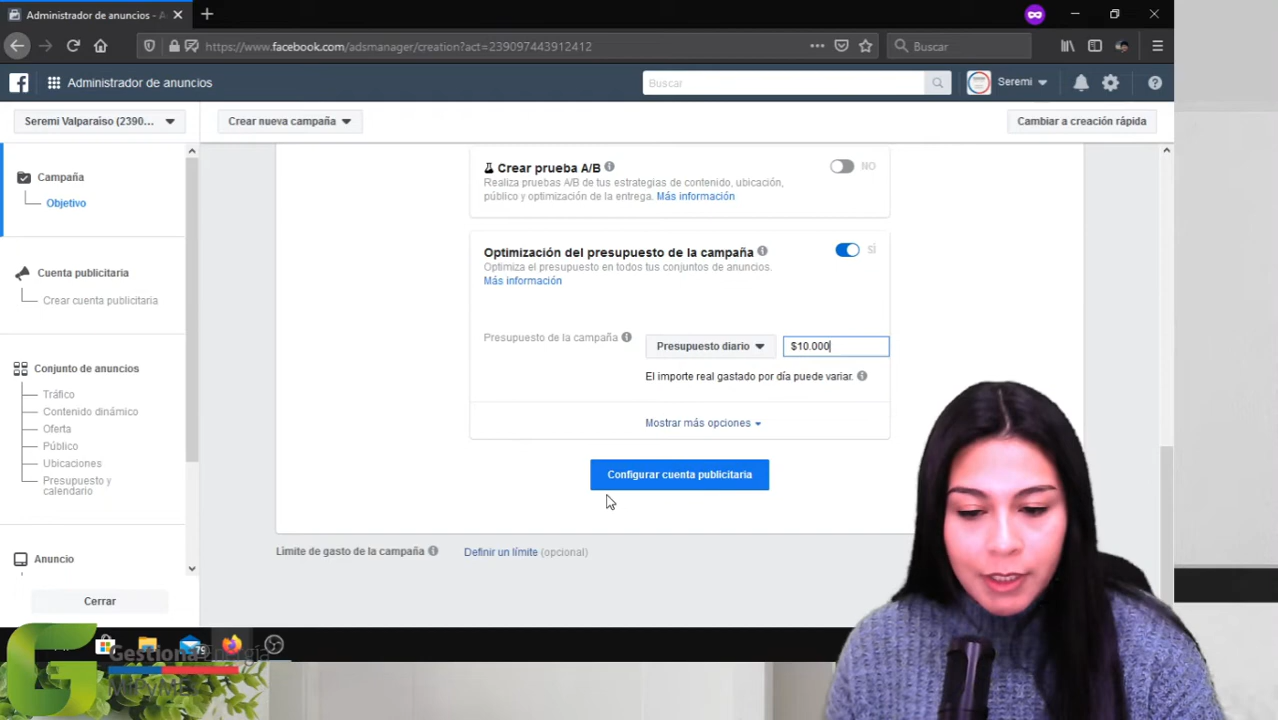 Administrador de anuncios - A
https://www.facebook.com/adsmanager/creation?act=239097443912412
Buscar
Administrador de anuncios
Buscar
Seremi
Seremi Valparaíso (2390...
Crear nueva campaña
Cambiar a creación rápida
Campaña
Objetivo
Cuenta publicitaria
Crear cuenta publicitaria
Conjunto de anuncios
Tráfico
Contenido dinámico
Oferta
Público
Ubicaciones
Presupuesto y
calendario
Anuncio
Cerrar
Crear prueba A/B
NO
Realiza pruebas A/B de tus estrategias de contenido, ubicación,
público y optimización de la entrega. Más información
Optimización del presupuesto de la campaña
SÍ
Optimiza el presupuesto en todos tus conjuntos de anuncios.
Más información
Presupuesto de la campaña
Presupuesto diario
$10.000
El importe real gastado por día puede variar.
Mostrar más opciones
Configurar cuenta publicitaria
Límite de gasto de la campaña
Definir un límite (opcional)
79
G
Gestiona Energía